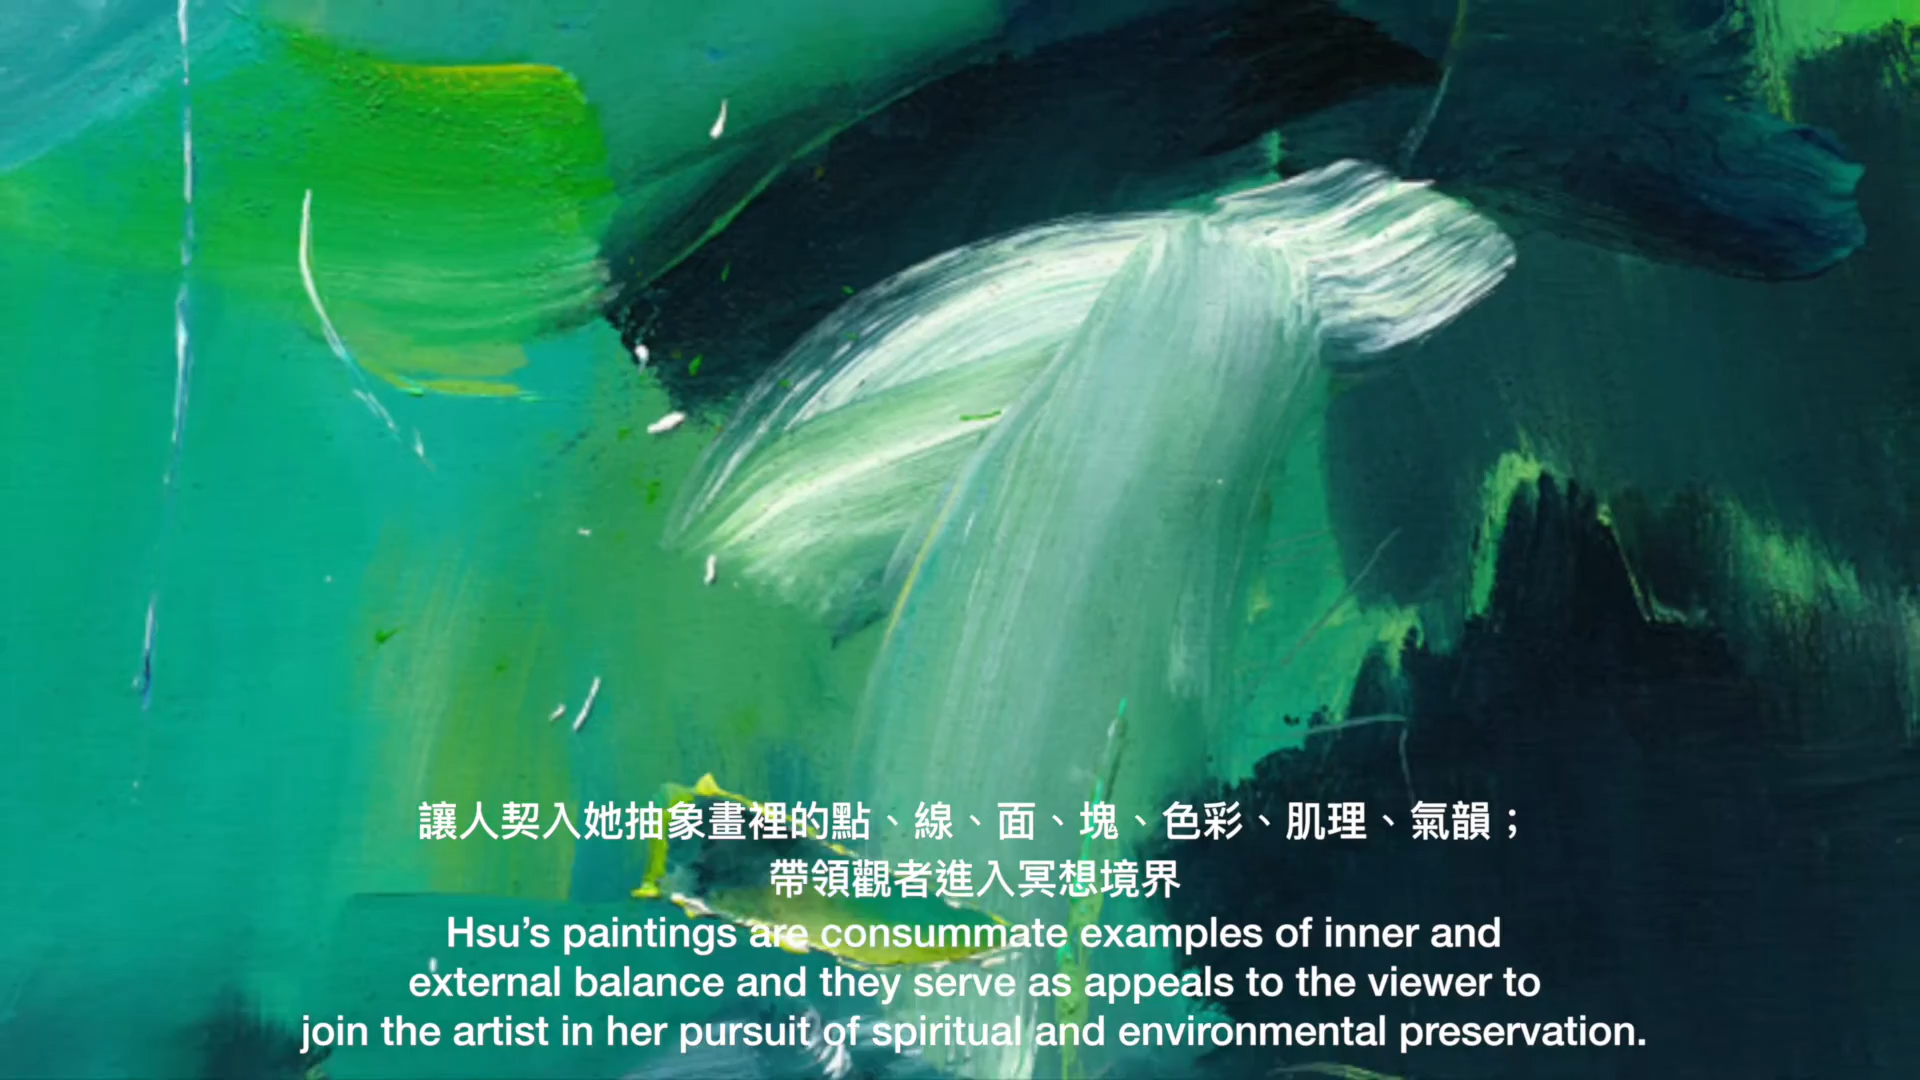 讓人契入她抽象畫裡的點、線、面、塊、色彩、肌理、氣韻；
帶領觀者進入冥想境界
Hsu’s paintings are consummate examples of inner and
external balance and they serve as appeals to the viewer to
join the artist in her pursuit of spiritual and environmental preservation.